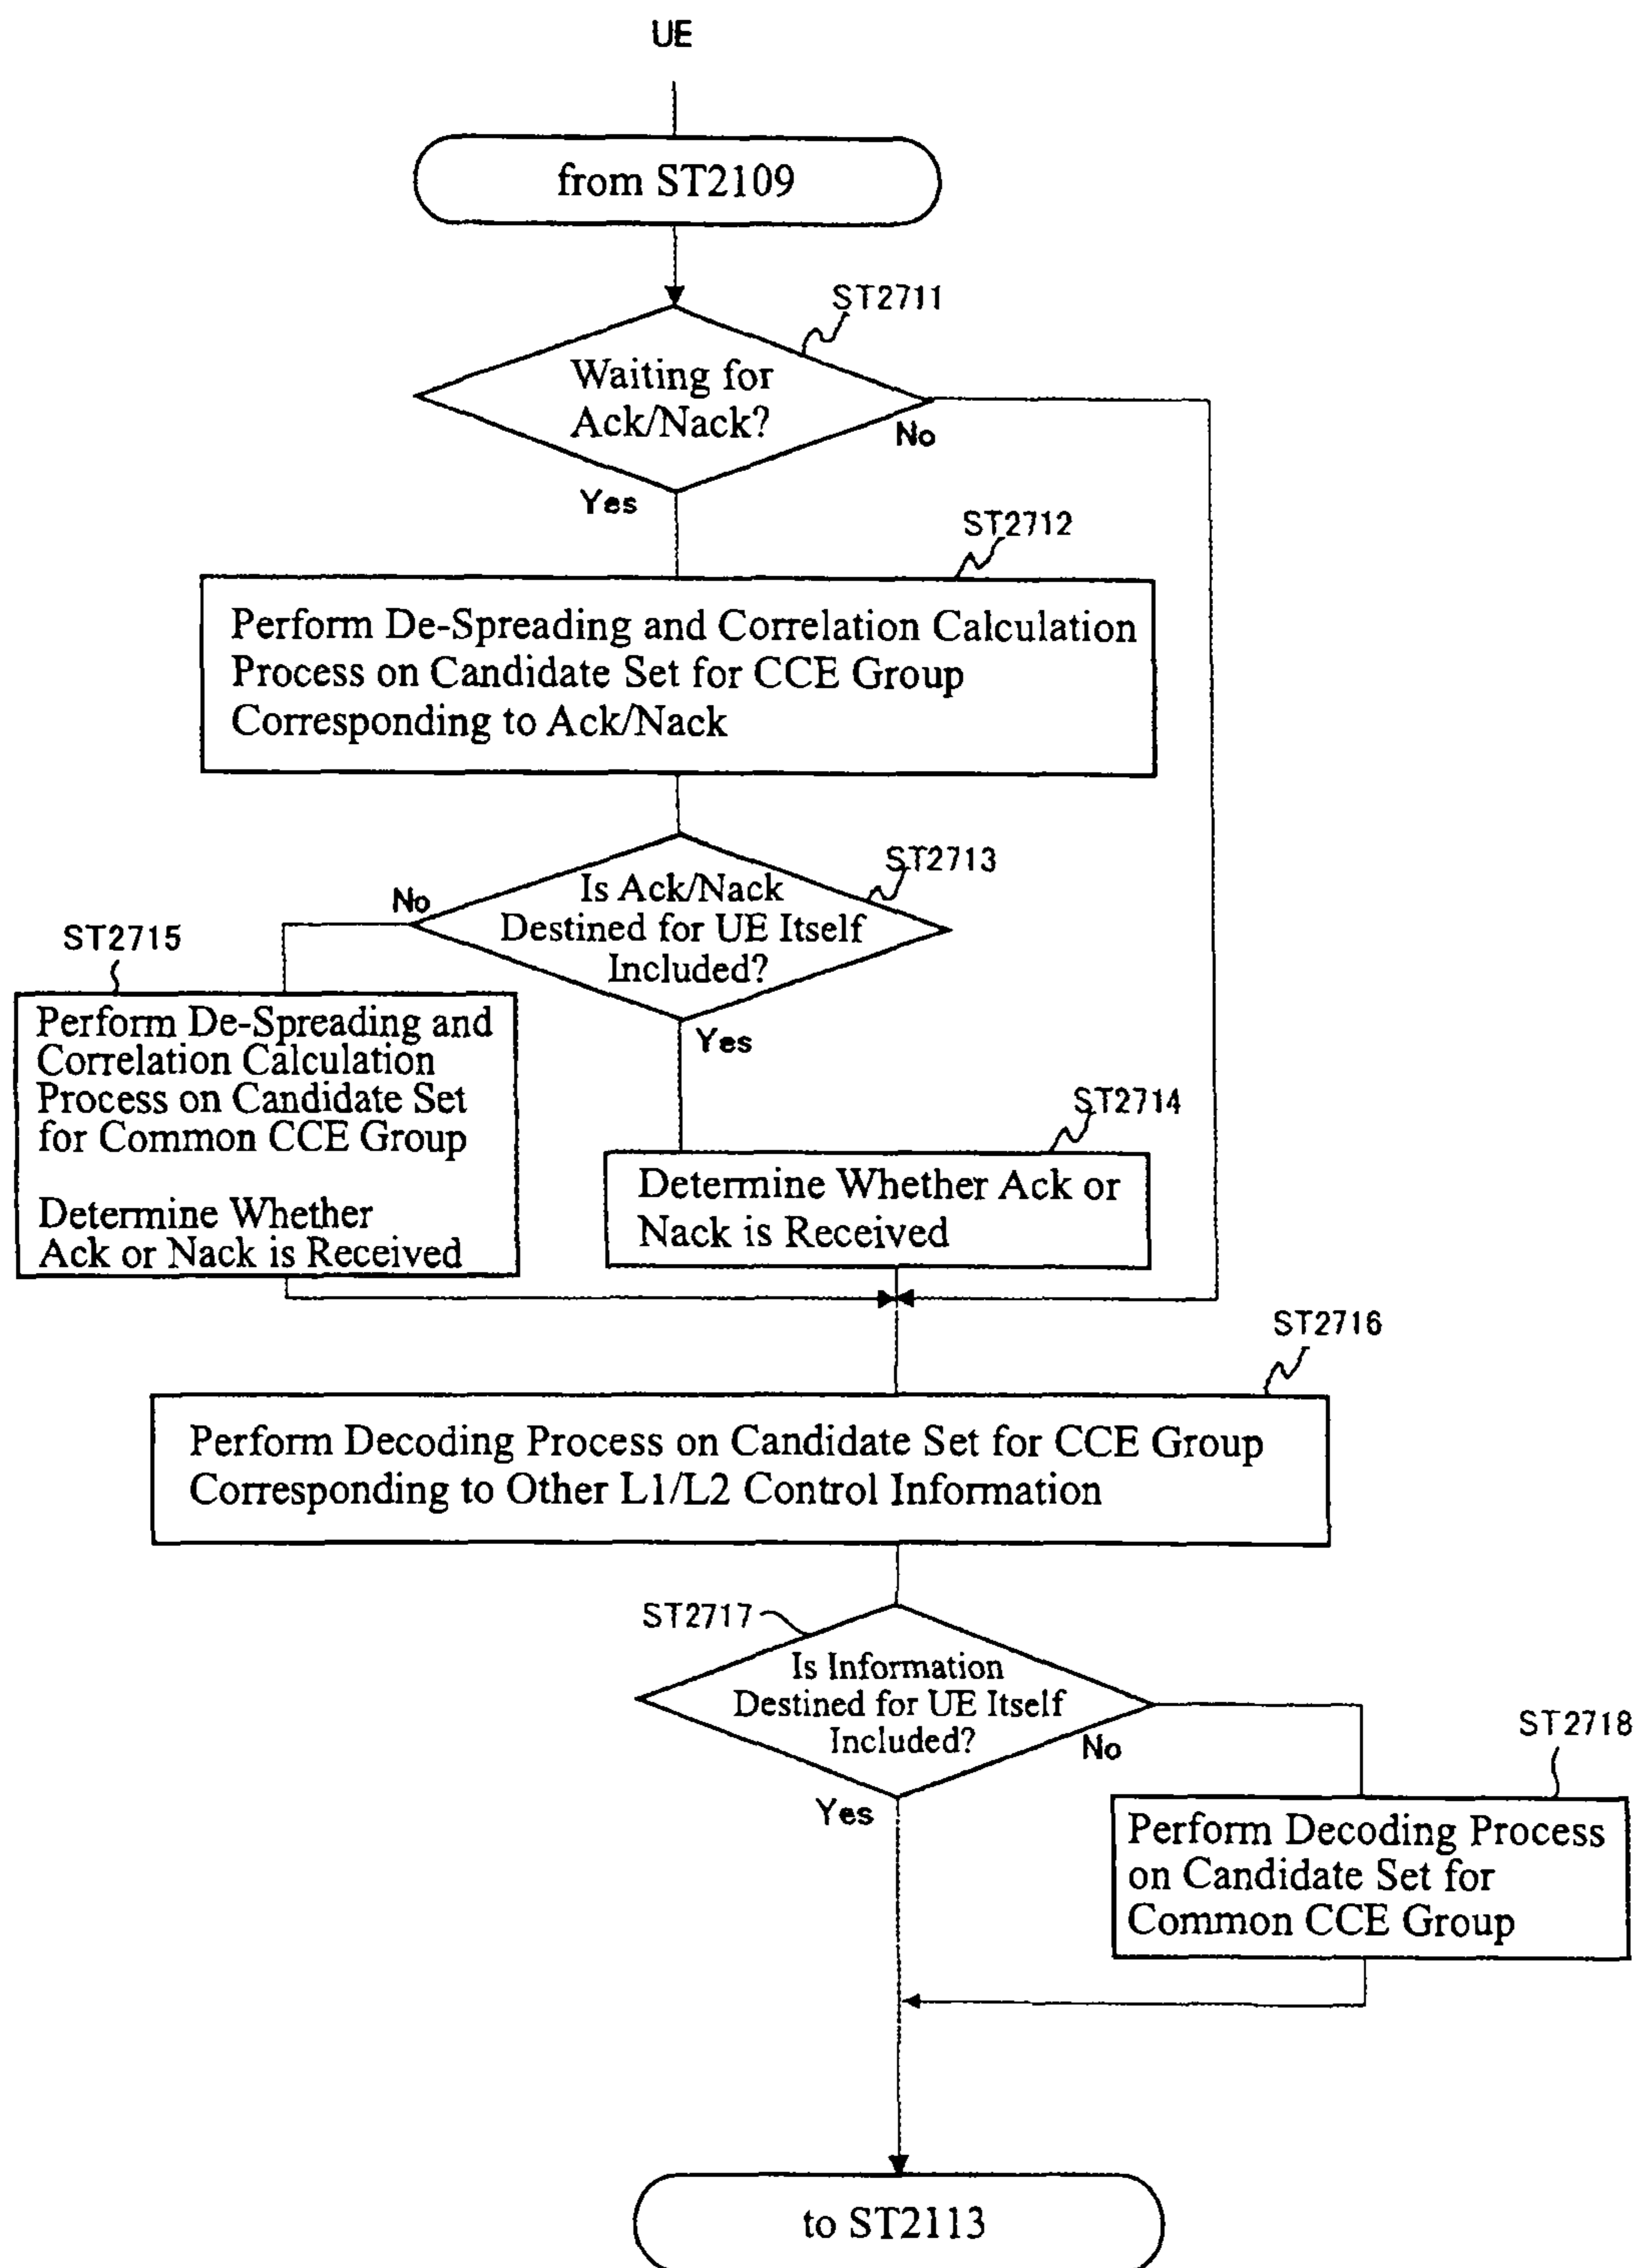 UE
from ST2109
ST2711
Waiting for
Ack/Nack?
No
Yes
ST2712
Perform De-Spreading and Correlation Calculation
Process on Candidate Set for CCE Group
Corresponding to Ack/Nack
ST2713
Is Ack/Nack
Destined for UE Itself
Included?
No
Yes
ST2715
Perform De-Spreading and
Correlation Calculation
Process on Candidate Set
for Common CCE Group
Determine Whether
Ack or Nack is Received
ST2714
Determine Whether Ack or
Nack is Received
ST2716
Perform Decoding Process on Candidate Set for CCE Group
Corresponding to Other L1/L2 Control Information
ST2717
Is Information
Destined for UE Itself
Included?
No
Yes
ST2718
Perform Decoding Process
on Candidate Set for
Common CCE Group
to ST2113